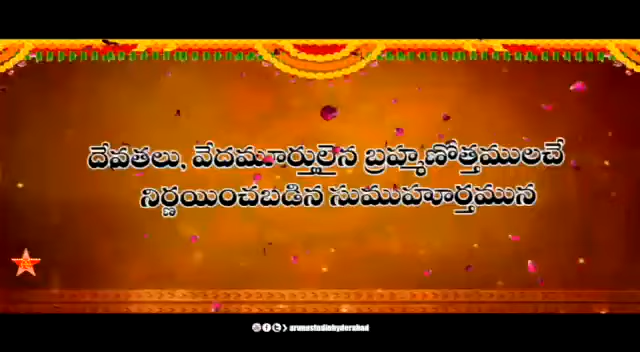 దేవతలు, వేదమూర్తులైన బ్రహ్మణోత్తములచే
నిర్ణయించబడిన సుముహూర్తమున